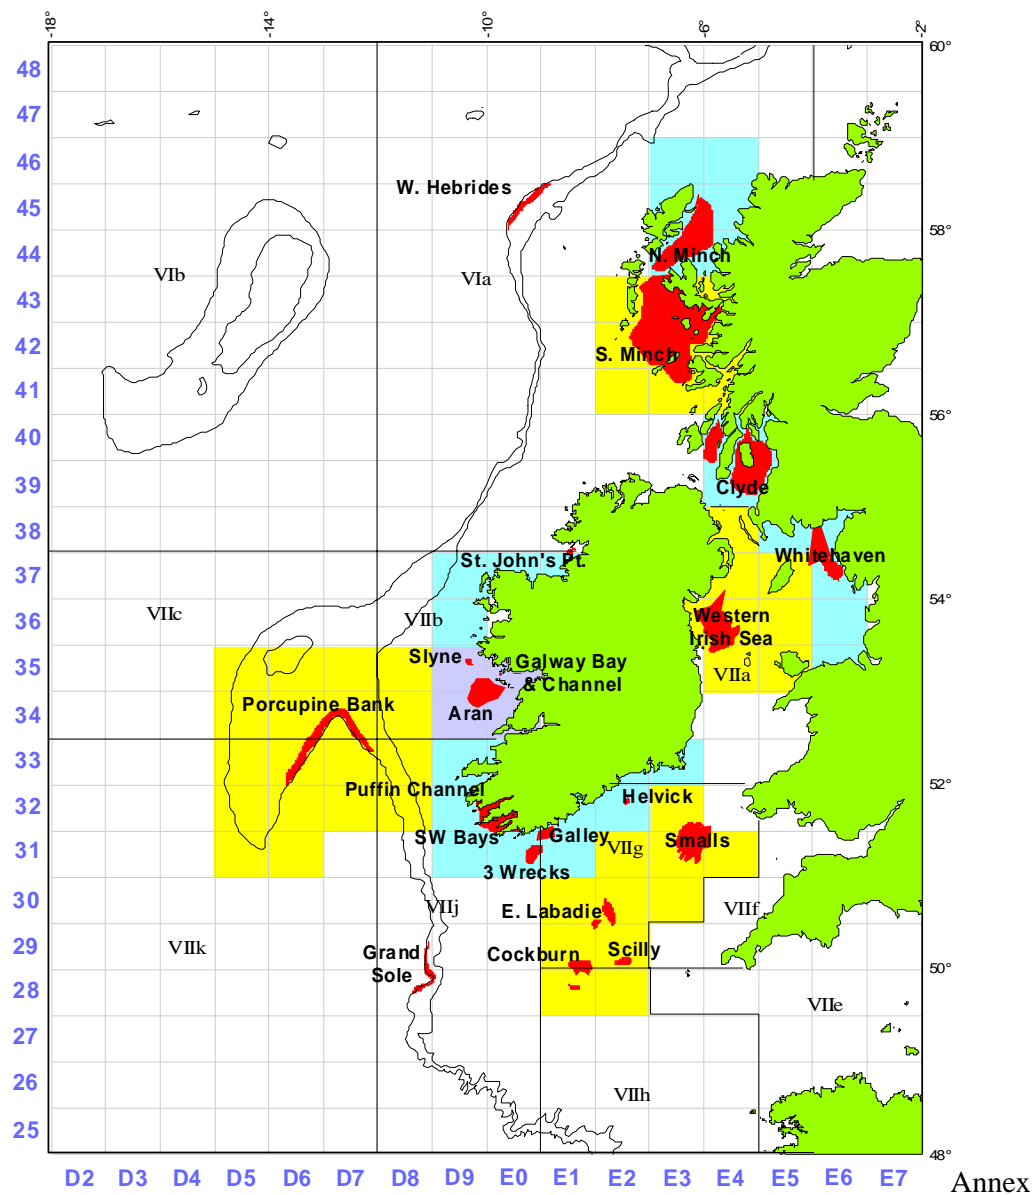 -18°
-14°
-10°
-6°
-2
60°
48
47
46
W. Hebrides
45
44
58°
N. Minch
VIb
VIa
43
42
S. Minch
41
56°
40
39
Clyde
38
Whitehaven
St. John's Pt.
37
54°
VIIc
VIIb
36
Western
Irish Sea
Slyne
Galway Bay
& Channel
35
VIIa
Porcupine Bank
Aran
34
33
52°
Puffin Channel
Helvick
32
SW Bays
Galley
Smalls
VIIg
31
3 Wrecks
30
VIIj
E. Labadie
VIIf
29
VIIk
Grand
Sole
Cockburn
Scilly
50°
28
VIIe
27
26
VIIh
25
48°
D2 D3 D4 D5 D6 D7 D8 D9 E0 E1 E2 E3 E4 E5 E6 E7
Annex